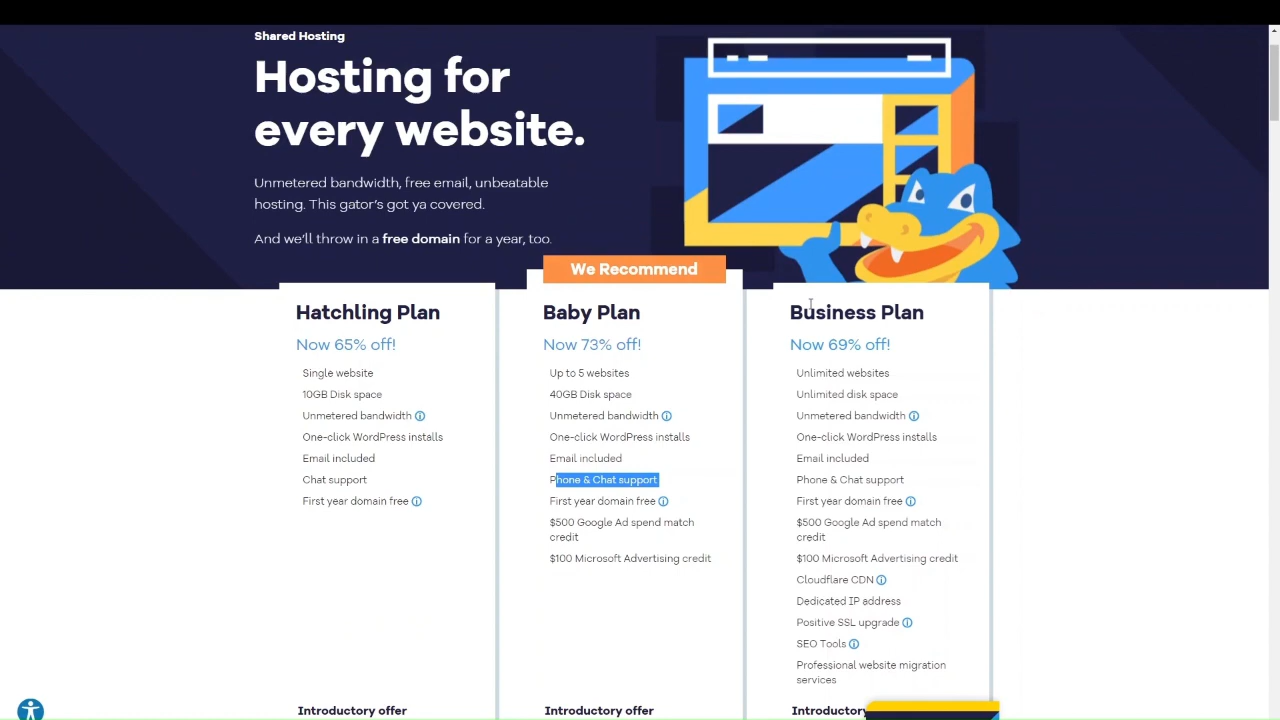 Shared Hosting
Hosting for
every website.
Unmetered bandwidth, free email, unbeatable
hosting. This gator's got ya covered.
And we'll throw in a free domain for a year, too.
We Recommend
Hatchling Plan
Now 65% off!
Single website
10GB Disk space
Unmetered bandwidth
One-click WordPress installs
Email included
Chat support
First year domain free
Introductory offer
Baby Plan
Now 73% off!
Up to 5 websites
40GB Disk space
Unmetered bandwidth
One-click WordPress installs
Email included
Phone & Chat support
First year domain free
$500 Google Ad spend match
credit
$100 Microsoft Advertising credit
Introductory offer
Business Plan
Now 69% off!
Unlimited websites
Unlimited disk space
Unmetered bandwidth
One-click WordPress installs
Email included
Phone & Chat support
First year domain free
$500 Google Ad spend match
credit
$100 Microsoft Advertising credit
Cloudflare CDN
Dedicated IP address
Positive SSL upgrade
SEO Tools
Professional website migration
services
Introductory